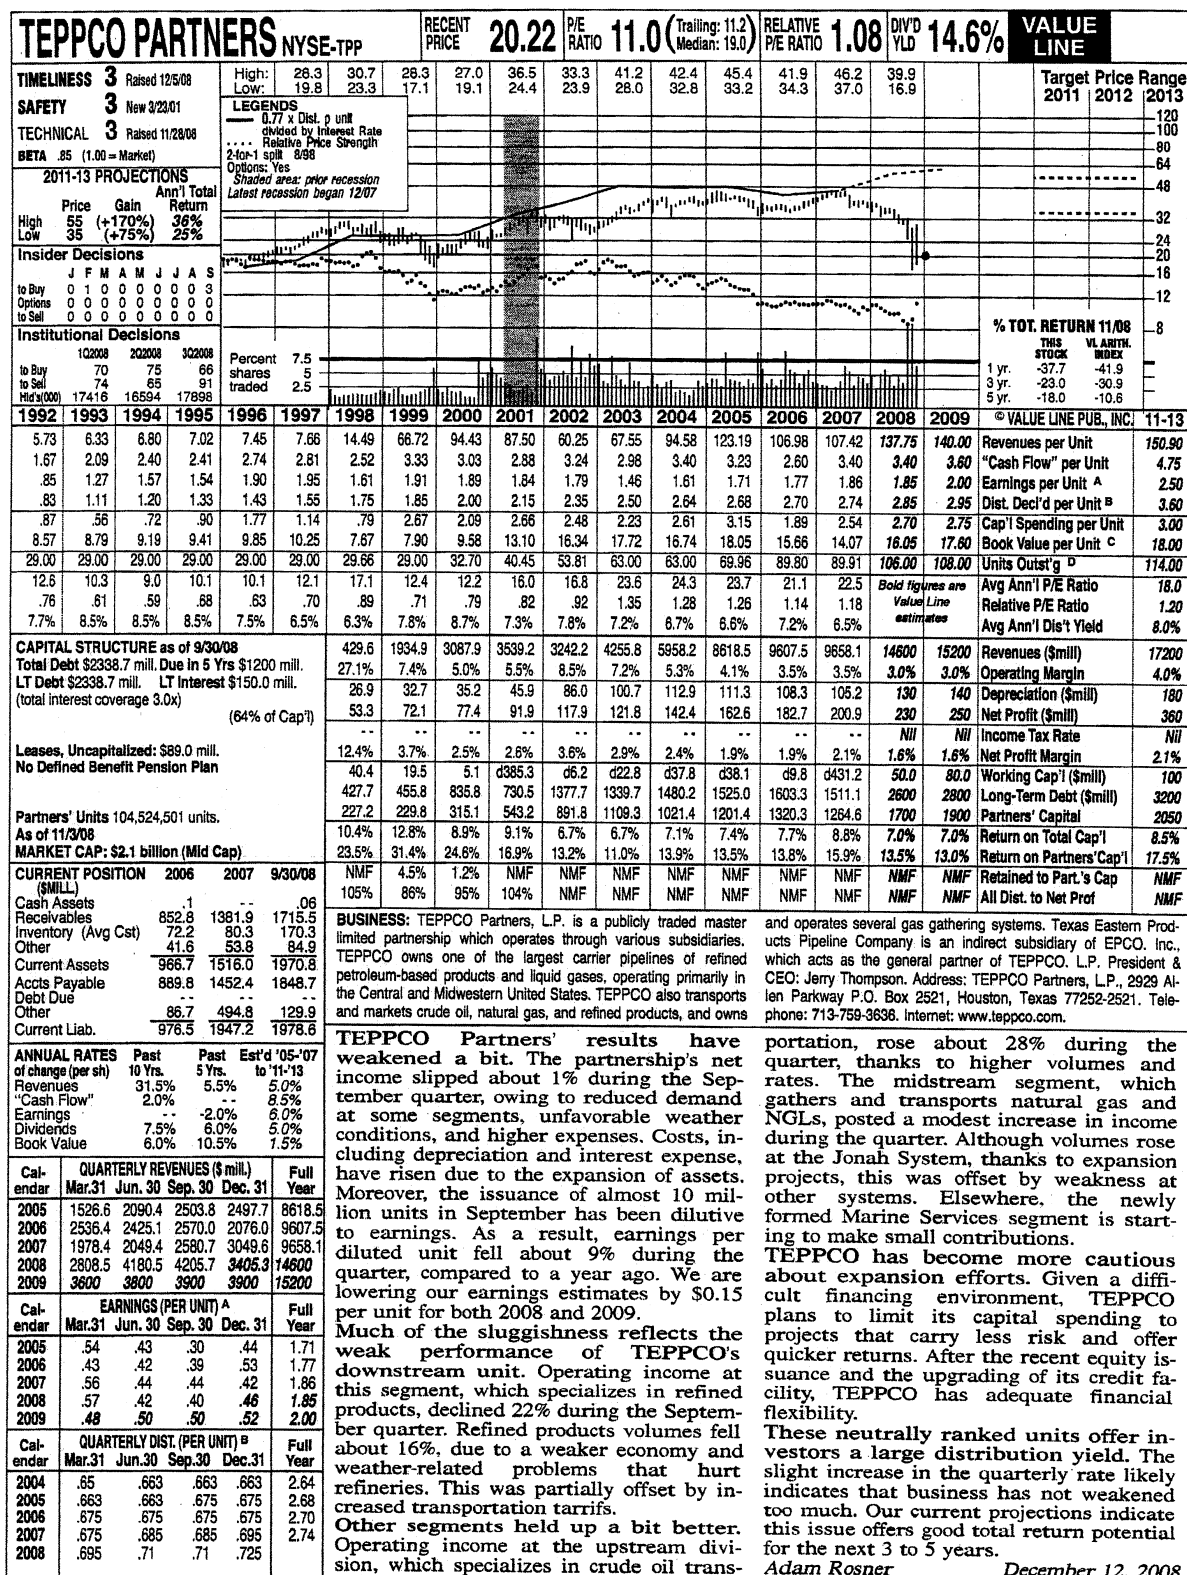 TEPPCO PARTNERS NYSE-TPP RECENT PRICE 20.22 P/E RATIO 11.0 (Trailing: 11.2 Median: 19.0) RELATIVE P/E RATIO 1.08 DIV'D YLD 14.6% VALUE LINE
TIMELINESS 3 Raised 12/5/08
SAFETY 3 New 3/23/01
TECHNICAL 3 Raised 11/28/08
BETA .85 (1.00 = Market)
2011-13 PROJECTIONS
Ann'l Total
Price Gain Return
High 55 (+170%) 36%
Low 35 (+75%) 25%
Insider Decisions
J F M A M J J A S
to Buy 0 1 0 0 0 0 0 0 3
Options 0 0 0 0 0 0 0 0 0
to Sell 0 0 0 0 0 0 0 0 0
Institutional Decisions
1Q2008 2Q2008 3Q2008
to Buy 70 75 66
to Sell 74 65 91
Hld's(000) 17416 16594 17898
High: 26.3 30.7 28.3 27.0 36.5 33.3 41.2 42.4 45.4 41.9 46.2 39.9
Low: 19.8 23.3 17.1 19.1 24.4 23.9 28.0 32.8 33.2 34.3 37.0 16.9
LEGENDS
0.77 x Dist. p unit
divided by Interest Rate
. . . . Relative Price Strength
2-for-1 split 8/98
Options: Yes
Shaded area: prior recession
Latest recession began 12/07
Target Price Range
2011 2012 2013
120
100
80
64
48
32
24
20
16
12
8
Percent shares traded 7.5 5 2.5
% TOT. RETURN 11/08
THIS STOCK VL ARITH. INDEX
1 yr. -37.7 -41.9
3 yr. -23.0 -30.9
5 yr. -18.0 -10.6
1992 1993 1994 1995 1996 1997 1998 1999 2000 2001 2002 2003 2004 2005 2006 2007 2008 2009 © VALUE LINE PUB., INC. 11-13
5.73 6.33 6.80 7.02 7.45 7.66 14.49 66.72 94.43 87.50 60.25 67.55 94.58 123.19 106.98 107.42 137.75 140.00 Revenues per Unit 150.90
1.67 2.09 2.40 2.41 2.74 2.81 2.52 3.33 3.03 2.88 3.24 2.98 3.40 3.23 2.60 3.40 3.40 3.60 "Cash Flow" per Unit 4.75
.85 1.27 1.57 1.54 1.90 1.95 1.61 1.91 1.89 1.84 1.79 1.46 1.61 1.71 1.77 1.86 1.85 2.00 Earnings per Unit A 2.50
.83 1.11 1.20 1.33 1.43 1.55 1.75 1.85 2.00 2.15 2.35 2.50 2.64 2.68 2.70 2.74 2.85 2.95 Dist. Decl'd per Unit B 3.60
.87 .56 .72 .90 1.77 1.14 .79 2.67 2.09 2.66 2.48 2.23 2.61 3.15 1.89 2.54 2.70 2.75 Cap'l Spending per Unit 3.00
8.57 8.79 9.19 9.41 9.85 10.25 7.67 7.90 9.58 13.10 16.34 17.72 16.74 18.05 15.66 14.07 16.05 17.60 Book Value per Unit C 18.00
29.00 29.00 29.00 29.00 29.00 29.00 29.66 29.00 32.70 40.45 53.81 63.00 63.00 69.96 89.80 89.91 106.00 108.00 Units Outst'g D 114.00
12.6 10.3 9.0 10.1 10.1 12.1 17.1 12.4 12.2 16.0 16.8 23.6 24.3 23.7 21.1 22.5 Bold figures are Avg Ann'l P/E Ratio 18.0
.76 .61 .59 .68 .63 .70 .89 .71 .79 .82 .92 1.35 1.28 1.26 1.14 1.18 Value Line Relative P/E Ratio 1.20
7.7% 8.5% 8.5% 8.5% 7.5% 6.5% 6.3% 7.8% 8.7% 7.3% 7.8% 7.2% 6.7% 6.6% 7.2% 6.5% estimates Avg Ann'l Dis't Yield 8.0%
CAPITAL STRUCTURE as of 9/30/08
Total Debt $2338.7 mill. Due in 5 Yrs $1200 mill.
LT Debt $2338.7 mill. LT Interest $150.0 mill.
(total interest coverage 3.0x)
(64% of Cap'l)
Leases, Uncapitalized: $89.0 mill.
No Defined Benefit Pension Plan
Partners' Units 104,524,501 units.
As of 11/3/08
MARKET CAP: $2.1 billion (Mid Cap)
429.6 1934.9 3087.9 3539.2 3242.2 4255.8 5958.2 8618.5 9607.5 9658.1 14600 15200 Revenues ($mill) 17200
27.1% 7.4% 5.0% 5.5% 8.5% 7.2% 5.3% 4.1% 3.5% 3.5% 3.0% 3.0% Operating Margin 4.0%
26.9 32.7 35.2 45.9 86.0 100.7 112.9 111.3 108.3 105.2 130 140 Depreciation ($mill) 180
53.3 72.1 77.4 91.9 117.9 121.8 142.4 162.6 182.7 200.9 230 250 Net Profit ($mill) 360
-- -- -- -- -- -- -- -- -- -- Nil Nil Income Tax Rate Nil
12.4% 3.7% 2.5% 2.6% 3.6% 2.9% 2.4% 1.9% 1.9% 2.1% 1.6% 1.6% Net Profit Margin 2.1%
40.4 19.5 5.1 d385.3 d6.2 d22.8 d37.8 d38.1 d9.8 d431.2 50.0 80.0 Working Cap'l ($mill) 100
427.7 455.8 835.8 730.5 1377.7 1339.7 1480.2 1525.0 1603.3 1511.1 2600 2800 Long-Term Debt ($mill) 3200
227.2 229.8 315.1 543.2 891.8 1109.3 1021.4 1201.4 1320.3 1264.6 1700 1900 Partners' Capital 2050
10.4% 12.8% 8.9% 9.1% 6.7% 6.7% 7.1% 7.4% 7.7% 8.8% 7.0% 7.0% Return on Total Cap'l 8.5%
23.5% 31.4% 24.6% 16.9% 13.2% 11.0% 13.9% 13.5% 13.8% 15.9% 13.5% 13.0% Return on Partners'Cap'l 17.5%
NMF 4.5% 1.2% NMF NMF NMF NMF NMF NMF NMF NMF NMF Retained to Part.'s Cap NMF
105% 86% 95% 104% NMF NMF NMF NMF NMF NMF NMF NMF All Dist. to Net Prof NMF
CURRENT POSITION 2006 2007 9/30/08
($MILL)
Cash Assets .1 -- .06
Receivables 852.8 1381.9 1715.5
Inventory (Avg Cst) 72.2 80.3 170.3
Other 41.6 53.8 84.9
Current Assets 966.7 1516.0 1970.8
Accts Payable 889.8 1452.4 1848.7
Debt Due -- -- --
Other 86.7 494.8 129.9
Current Liab. 976.5 1947.2 1978.6
ANNUAL RATES Past Past Est'd '05-'07
of change (per sh) 10 Yrs. 5 Yrs. to '11-'13
Revenues 31.5% 5.5% 5.0%
"Cash Flow" 2.0% -- 8.5%
Earnings -- -2.0% 6.0%
Dividends 7.5% 6.0% 5.0%
Book Value 6.0% 10.5% 1.5%
Calendar QUARTERLY REVENUES ($ mill.) Full Year
Mar.31 Jun. 30 Sep. 30 Dec. 31
2005 1526.6 2090.4 2503.8 2497.7 8618.5
2006 2536.4 2425.1 2570.0 2076.0 9607.5
2007 1978.4 2049.4 2580.7 3049.6 9658.1
2008 2808.5 4180.5 4205.7 3405.3 14600
2009 3600 3800 3900 3900 15200
Calendar EARNINGS (PER UNIT) A Full Year
Mar.31 Jun. 30 Sep. 30 Dec. 31
2005 .54 .43 .30 .44 1.71
2006 .43 .42 .39 .53 1.77
2007 .56 .44 .44 .42 1.86
2008 .57 .42 .40 .46 1.85
2009 .48 .50 .50 .52 2.00
Calendar QUARTERLY DIST. (PER UNIT) B Full Year
Mar.31 Jun.30 Sep.30 Dec.31
2004 .65 .663 .663 .663 2.64
2005 .663 .663 .675 .675 2.68
2006 .675 .675 .675 .675 2.70
2007 .675 .685 .685 .695 2.74
2008 .695 .71 .71 .725
BUSINESS: TEPPCO Partners, L.P. is a publicly traded master
limited partnership which operates through various subsidiaries.
TEPPCO owns one of the largest carrier pipelines of refined
petroleum-based products and liquid gases, operating primarily in
the Central and Midwestern United States. TEPPCO also transports
and markets crude oil, natural gas, and refined products, and owns
and operates several gas gathering systems. Texas Eastern Prod-
ucts Pipeline Company is an indirect subsidiary of EPCO. Inc.,
which acts as the general partner of TEPPCO. L.P. President &
CEO: Jerry Thompson. Address: TEPPCO Partners, L.P., 2929 Al-
len Parkway P.O. Box 2521, Houston, Texas 77252-2521. Tele-
phone: 713-759-3636. Internet: www.teppco.com.
TEPPCO Partners' results have
weakened a bit. The partnership's net
income slipped about 1% during the Sep-
tember quarter, owing to reduced demand
at some segments, unfavorable weather
conditions, and higher expenses. Costs, in-
cluding depreciation and interest expense,
have risen due to the expansion of assets.
Moreover, the issuance of almost 10 mil-
lion units in September has been dilutive
to earnings. As a result, earnings per
diluted unit fell about 9% during the
quarter, compared to a year ago. We are
lowering our earnings estimates by $0.15
per unit for both 2008 and 2009.
Much of the sluggishness reflects the
weak performance of TEPPCO's
downstream unit. Operating income at
this segment, which specializes in refined
products, declined 22% during the Septem-
ber quarter. Refined products volumes fell
about 16%, due to a weaker economy and
weather-related problems that hurt
refineries. This was partially offset by in-
creased transportation tarrifs.
Other segments held up a bit better.
Operating income at the upstream divi-
sion, which specializes in crude oil trans-
portation, rose about 28% during the
quarter, thanks to higher volumes and
rates. The midstream segment, which
gathers and transports natural gas and
NGLs, posted a modest increase in income
during the quarter. Although volumes rose
at the Jonah System, thanks to expansion
projects, this was offset by weakness at
other systems. Elsewhere, the newly
formed Marine Services segment is start-
ing to make small contributions.
TEPPCO has become more cautious
about expansion efforts. Given a diffi-
cult financing environment, TEPPCO
plans to limit its capital spending to
projects that carry less risk and offer
quicker returns. After the recent equity is-
suance and the upgrading of its credit fa-
cility, TEPPCO has adequate financial
flexibility.
These neutrally ranked units offer in-
vestors a large distribution yield. The
slight increase in the quarterly rate likely
indicates that business has not weakened
too much. Our current projections indicate
this issue offers good total return potential
for the next 3 to 5 years.
Adam Rosner December 12, 2008